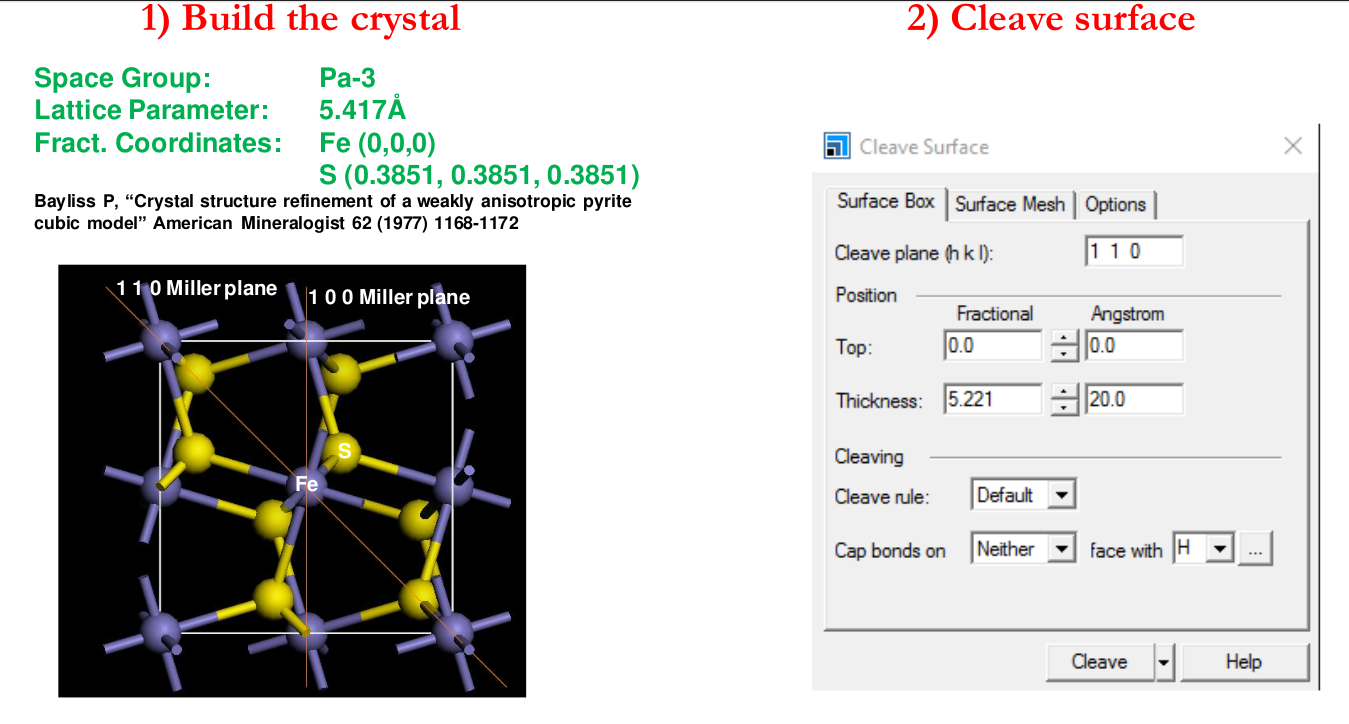 1) Build the crystal
Space Group: Pa-3
Lattice Parameter: 5.417Å
Fract. Coordinates: Fe (0,0,0)
S (0.3851, 0.3851, 0.3851)
Bayliss P, “Crystal structure refinement of a weakly anisotropic pyrite
cubic model” American Mineralogist 62 (1977) 1168-1172
1 1 0 Miller plane
1 0 0 Miller plane
S
Fe
2) Cleave surface
Cleave Surface
Surface Box Surface Mesh Options
Cleave plane (h k l): 1 1 0
Position
Fractional Angstrom
Top: 0.0 0.0
Thickness: 5.221 20.0
Cleaving
Cleave rule: Default
Cap bonds on Neither face with H ...
Cleave Help